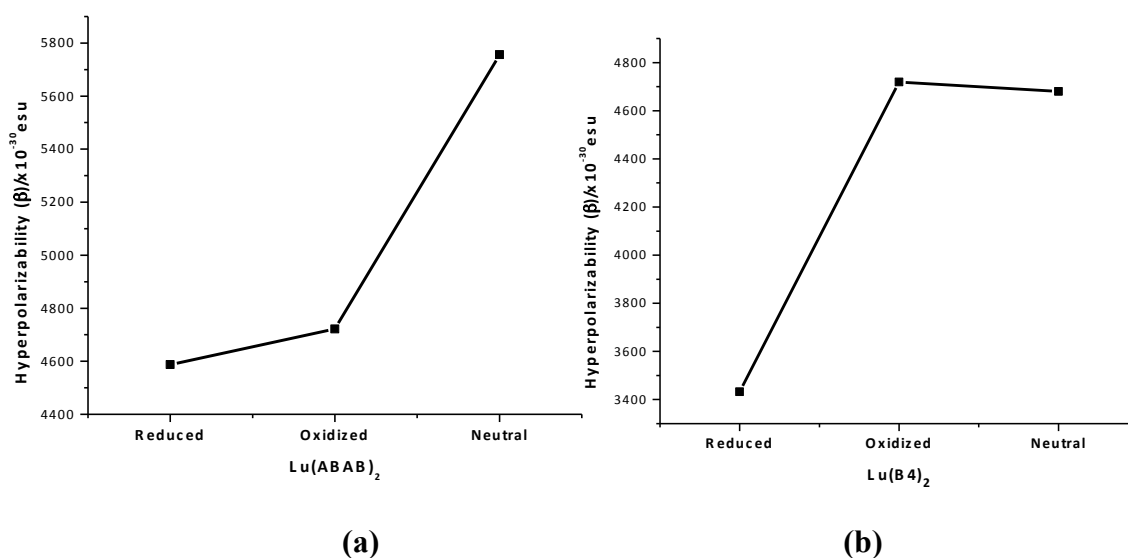 5800
5600
5400
5200
5000
4800
4600
4400
Hyperpolarizability (β)/x10⁻³⁰esu
Reduced Oxidized Neutral
Lu(ABAB)₂
(a)
4800
4600
4400
4200
4000
3800
3600
3400
Hyperpolarizability (β)/x10⁻³⁰esu
Reduced Oxidized Neutral
Lu(B4)₂
(b)